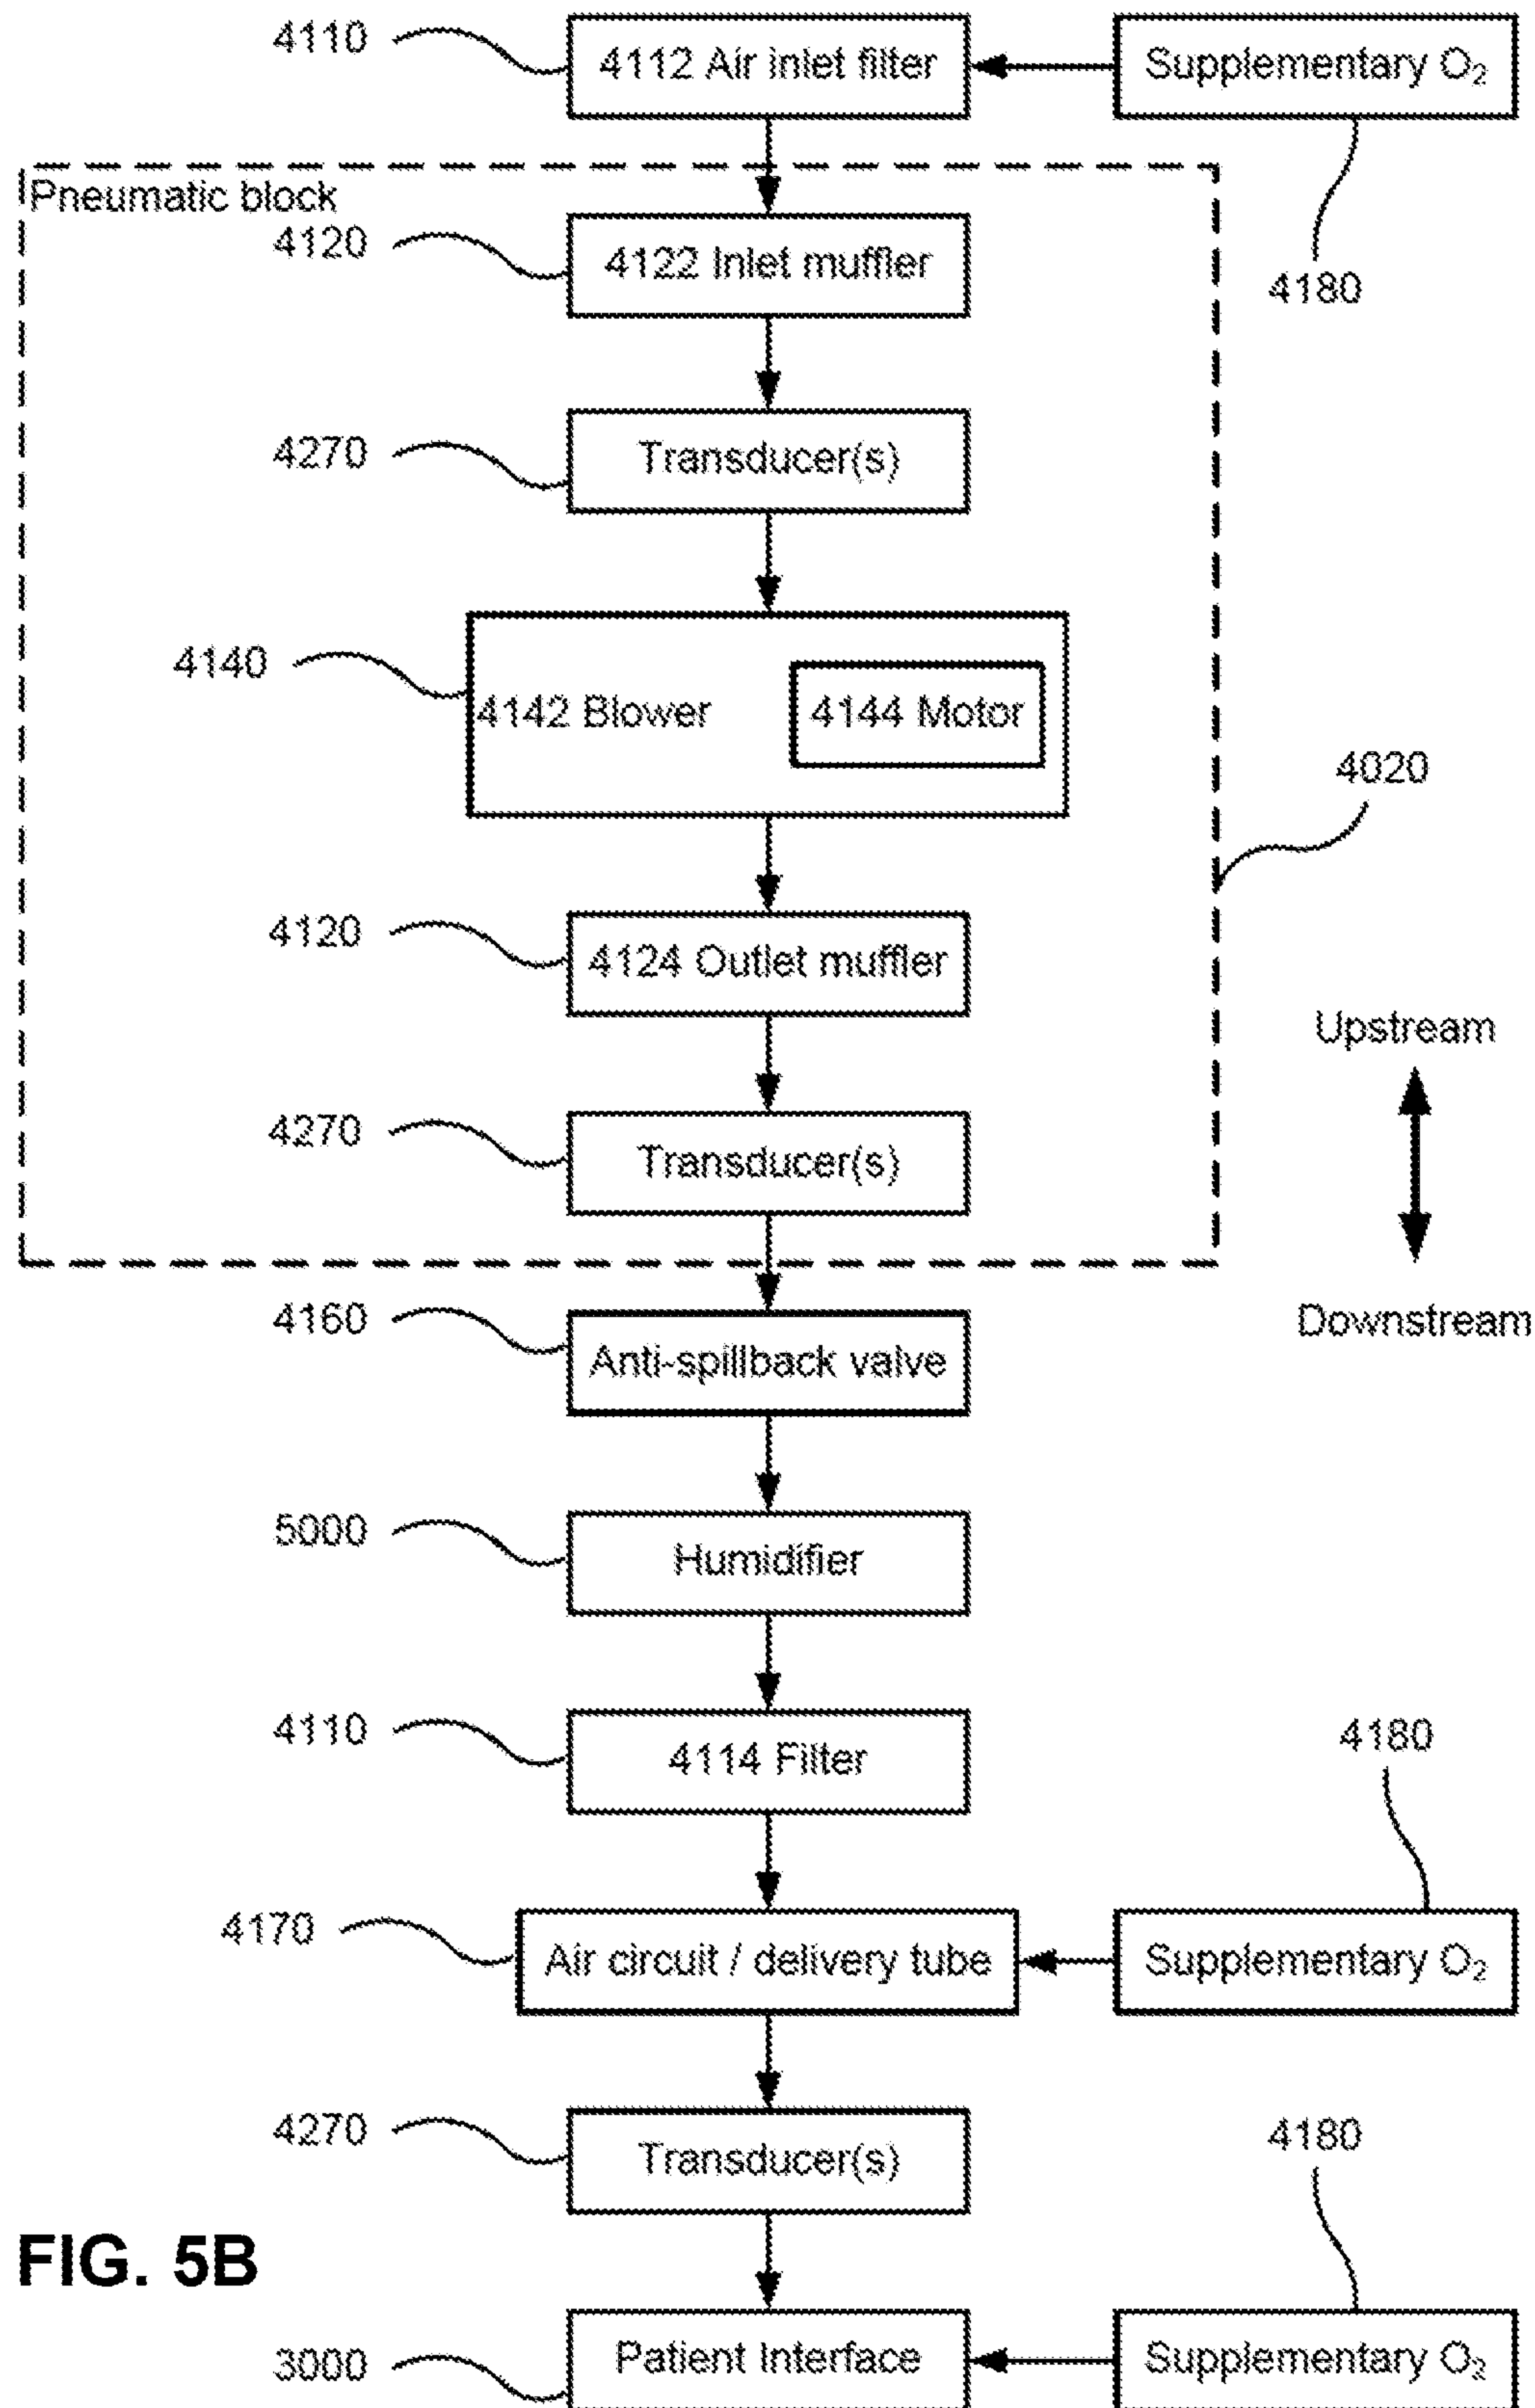 4110
4112 Air inlet filter
Supplementary O₂
Pneumatic block
4120
4122 Inlet muffler
4180
4270
Transducer(s)
4140
4142 Blower
4144 Motor
4020
4120
4124 Outlet muffler
Upstream
4270
Transducer(s)
Downstream
4160
Anti-spillback valve
5000
Humidifier
4110
4114 Filter
4180
4170
Air circuit / delivery tube
Supplementary O₂
4270
Transducer(s)
4180
FIG. 5B
3000
Patient Interface
Supplementary O₂